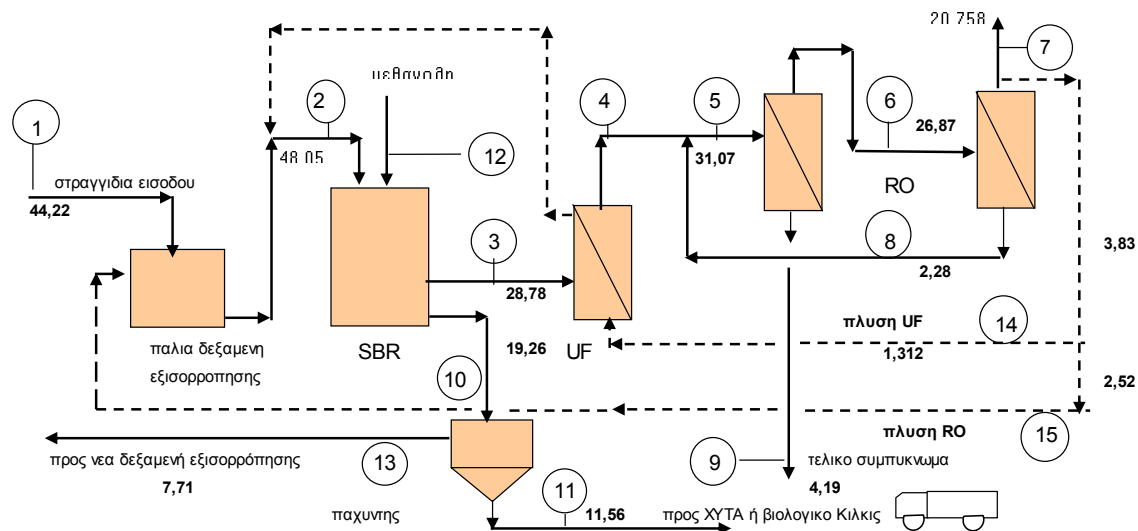 20,758
7
μεθανολη
1
2
4
5
6
26,87
48,05
12
31,07
στραγγιδια εισοδου
44,22
RO
3
8
3,83
2,28
28,78
πλυση UF
14
παλια δεξαμενη
SBR
19,26
UF
1,312
εξισορροπησης
10
2,52
πλυση RO
15
προς νεα δεξαμενή εξισορρόπησης
13
9
τελικο συμπυκνωμα
7,71
11
4,19
παχυντης
11,56
προς ΧΥΤΑ ή βιολογικο Κιλκις